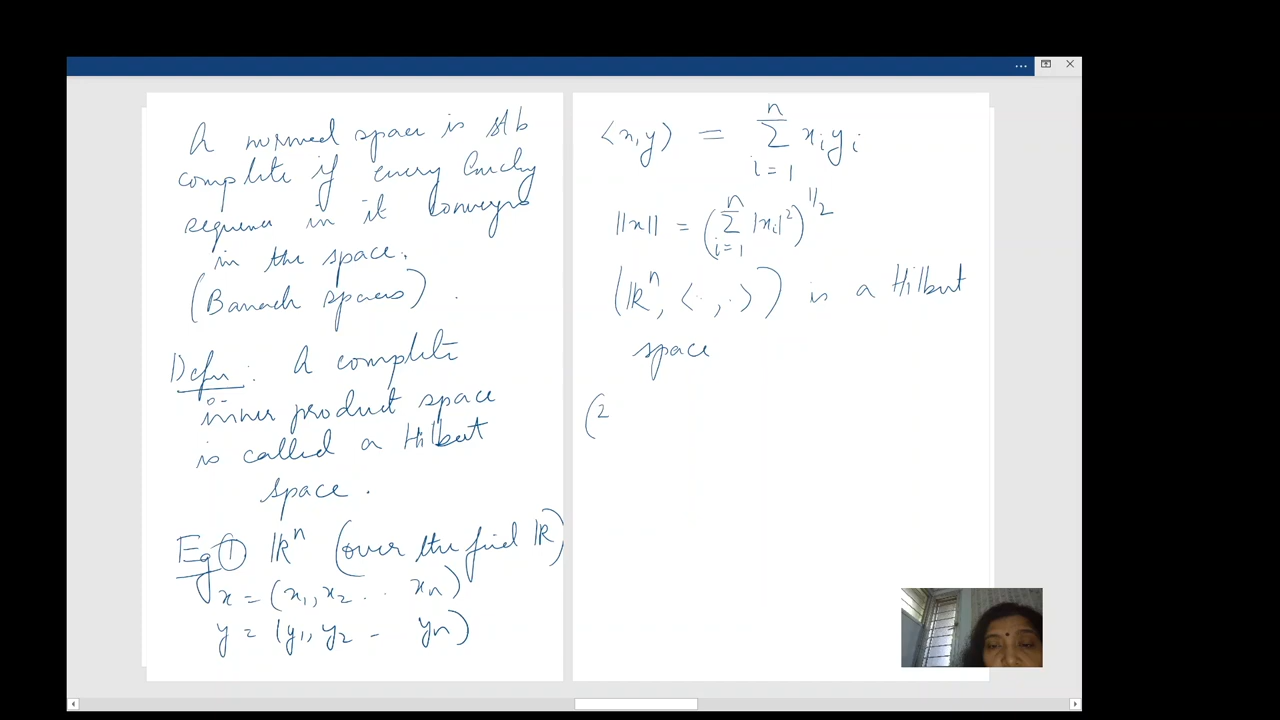 A normed space is s/b
complete if every Cauchy
sequence in it converges
in the space.
(Banach spaces).
Defn: A complete
inner product space
is called a Hilbert
space.
Eg ① ℝⁿ (over the field ℝ)
x = (x₁, x₂ .. xₙ)
y = (y₁, y₂ - yₙ)
⟨x, y⟩ = ∑ᵢ₌₁ⁿ xᵢ yᵢ
||x|| = (∑ᵢ₌₁ⁿ |xᵢ|²)^{1/2}
(ℝⁿ, ⟨·,·⟩) is a Hilbert
space
(2